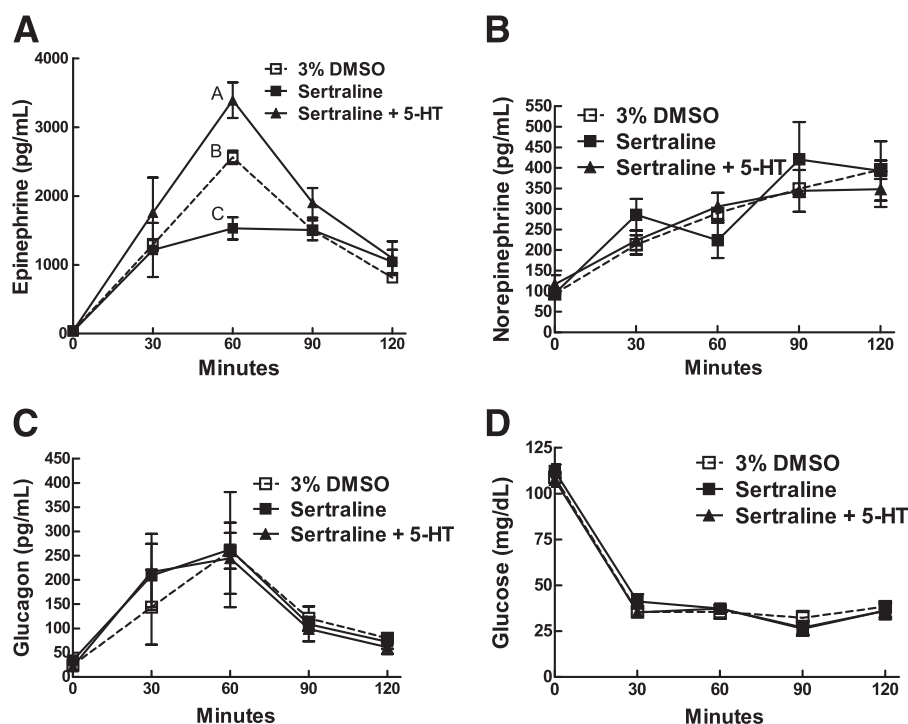 A
Epinephrine (pg/mL)
4000
3000
2000
1000
0
0 30 60 90 120
Minutes
3% DMSO
Sertraline
Sertraline + 5-HT
A
B
C
B
Norepinephrine (pg/mL)
550
500
450
400
350
300
250
200
150
100
50
0
0 30 60 90 120
Minutes
3% DMSO
Sertraline
Sertraline + 5-HT
C
Glucagon (pg/mL)
450
400
350
300
250
200
150
100
50
0
0 30 60 90 120
Minutes
3% DMSO
Sertraline
Sertraline + 5-HT
D
Glucose (mg/dL)
125
100
75
50
25
0
0 30 60 90 120
Minutes
3% DMSO
Sertraline
Sertraline + 5-HT